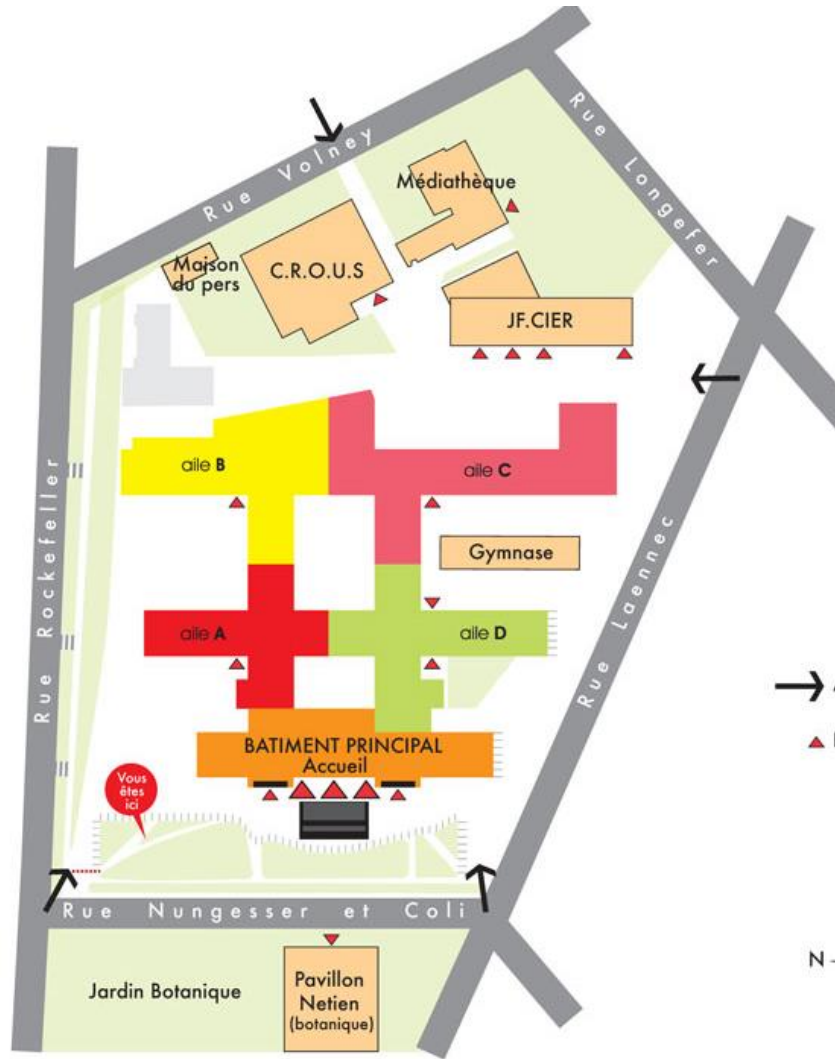 Rue Volney
Rue Longefer
Médiathèque
Maison
du pers
C.R.O.U.S
JF.CIER
aile B
aile C
Rue Rockefeller
Gymnase
Rue Laennec
aile A
aile D
BATIMENT PRINCIPAL
Accueil
Vous
êtes
ici
Rue Nungesser et Coli
Jardin Botanique
Pavillon
Netien
(botanique)
N